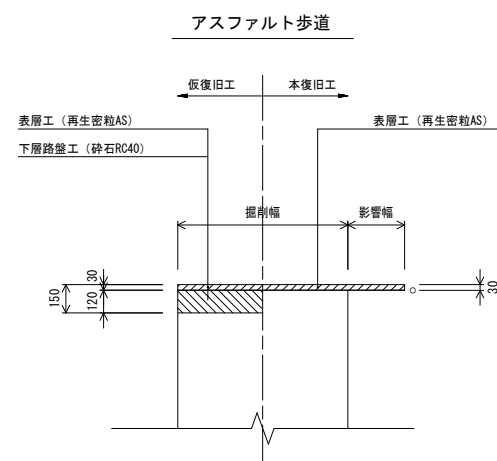 アスファルト歩道
仮復旧工
本復旧工
表層工（再生密粒AS）
表層工（再生密粒AS）
下層路盤工（砕石RC40）
掘削幅
影響幅
30
150
120
30